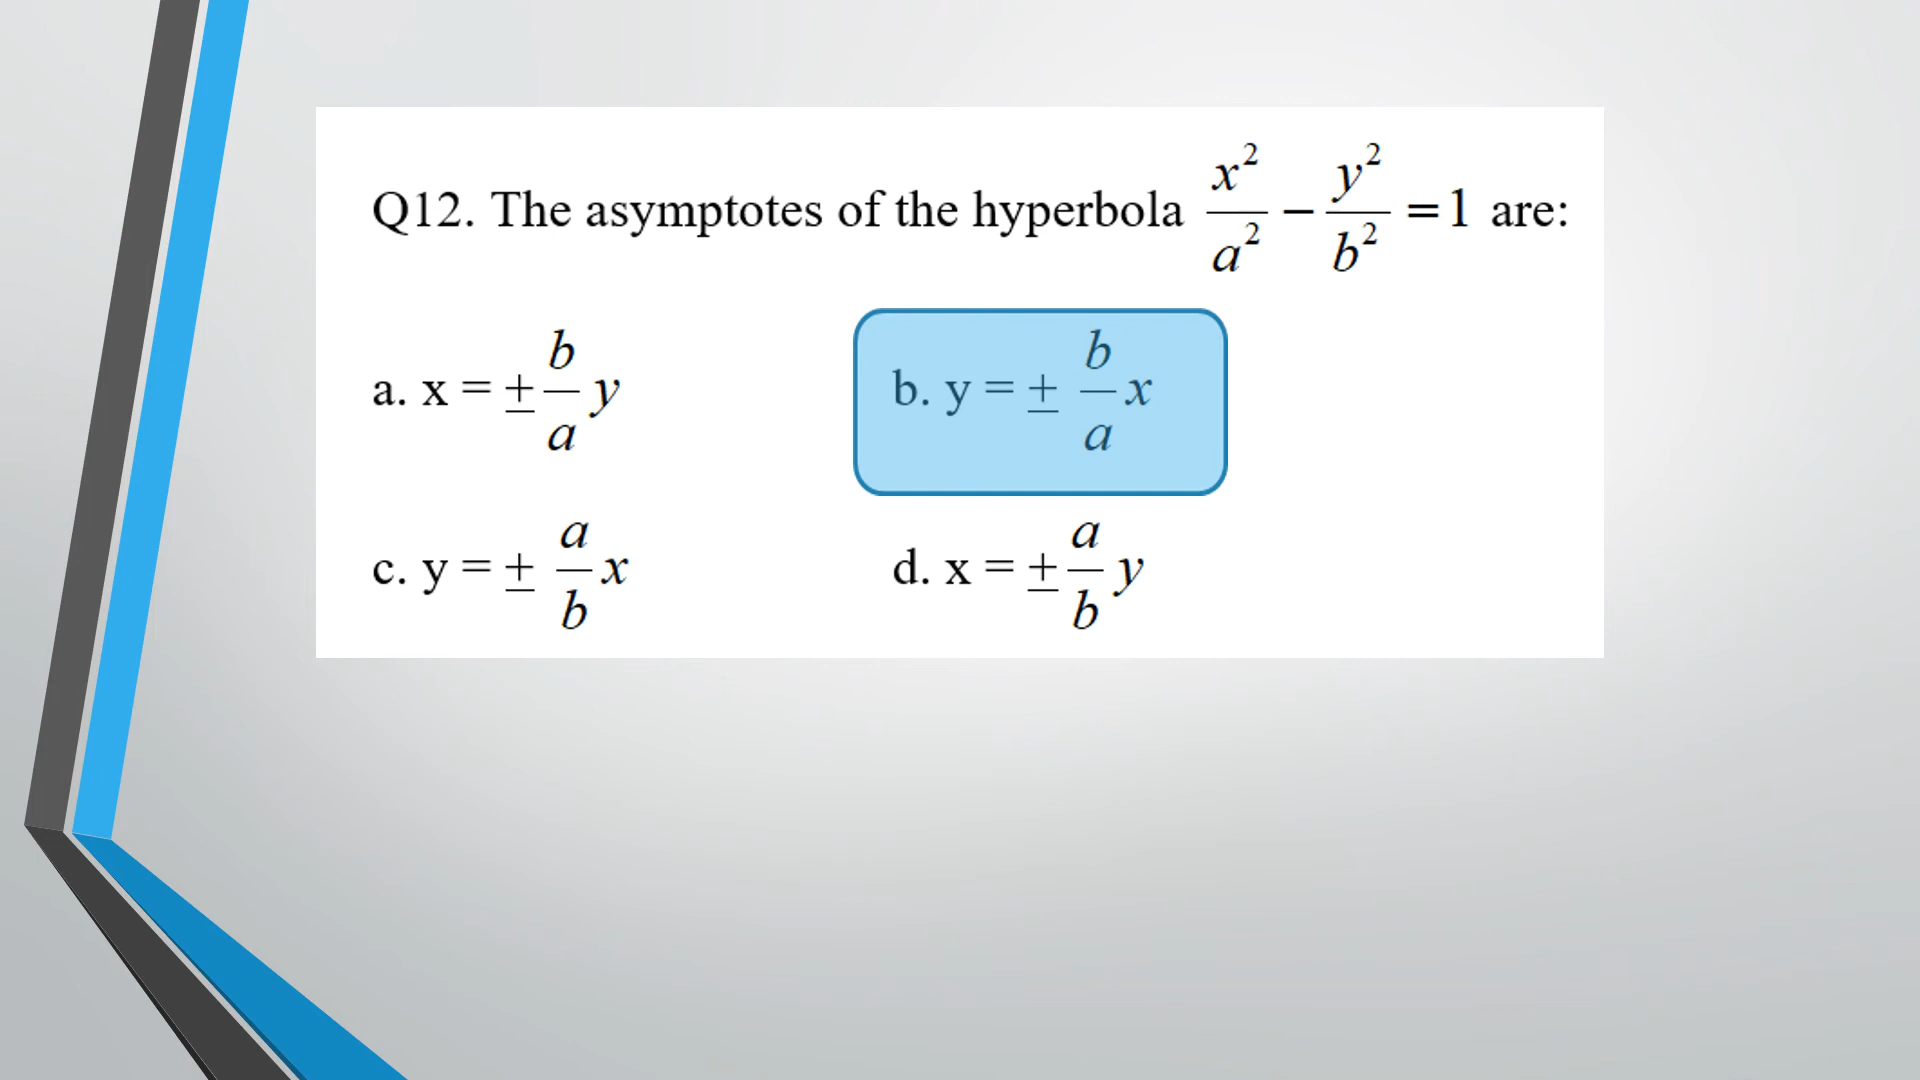 Q12. The asymptotes of the hyperbola x²/a² − y²/b² = 1 are:
a. x = ± b/a y
b. y = ± b/a x
c. y = ± a/b x
d. x = ± a/b y